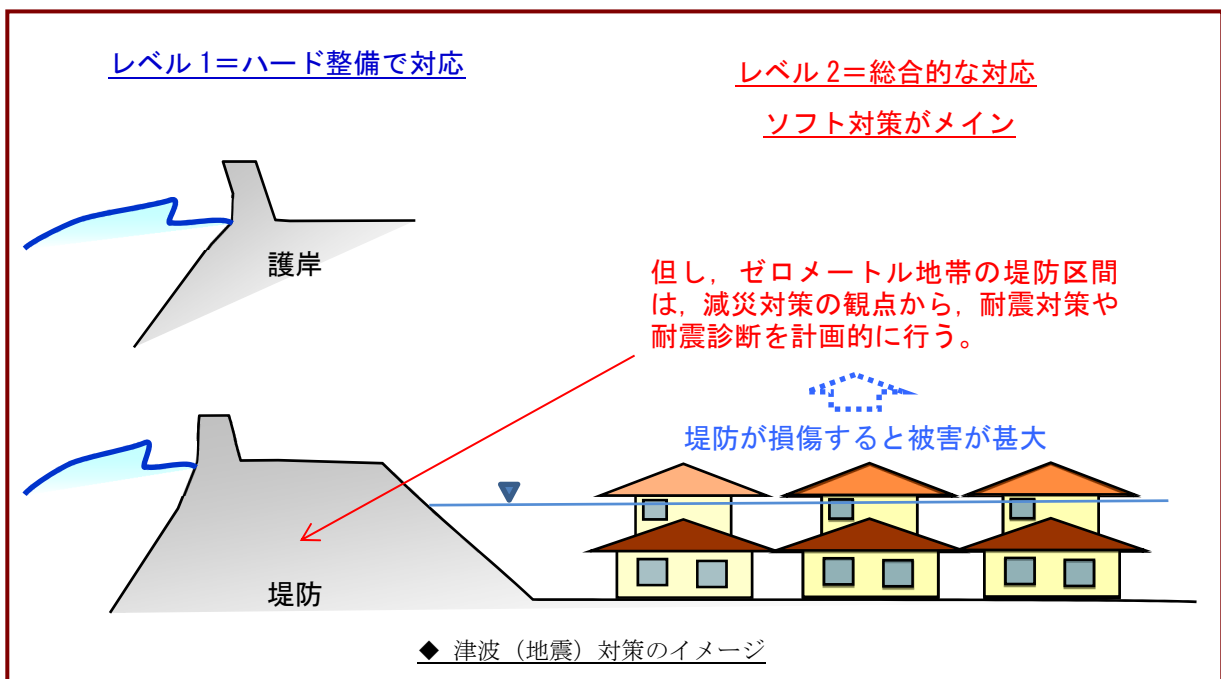 レベル1＝ハード整備で対応
レベル2＝総合的な対応
ソフト対策がメイン
護岸
但し，ゼロメートル地帯の堤防区間
は，減災対策の観点から，耐震対策や
耐震診断を計画的に行う。
堤防が損傷すると被害が甚大
堤防
◆ 津波（地震）対策のイメージ